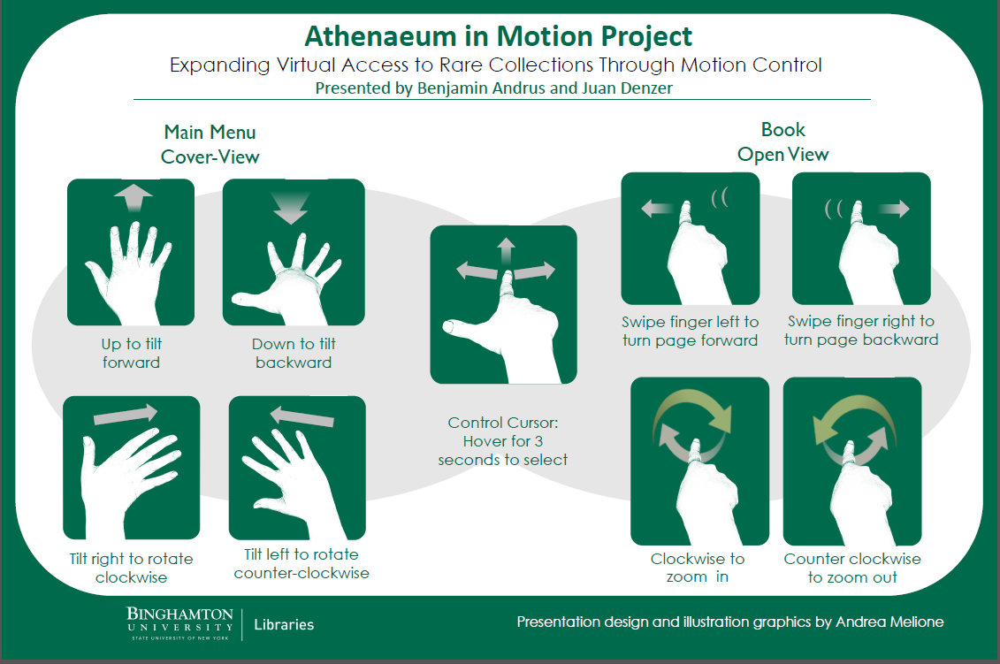 Athenaeum in Motion Project
Expanding Virtual Access to Rare Collections Through Motion Control
Presented by Benjamin Andrus and Juan Denzer
Main Menu
Cover-View
Up to tilt
forward
Down to tilt
backward
Tilt right to rotate
clockwise
Tilt left to rotate
counter-clockwise
Control Cursor:
Hover for 3
seconds to select
Book
Open View
Swipe finger left to
turn page forward
Swipe finger right to
turn page backward
Clockwise to
zoom in
Counter clockwise
to zoom out
BINGHAMTON
UNIVERSITY
STATE UNIVERSITY OF NEW YORK
Libraries
Presentation design and illustration graphics by Andrea Melione